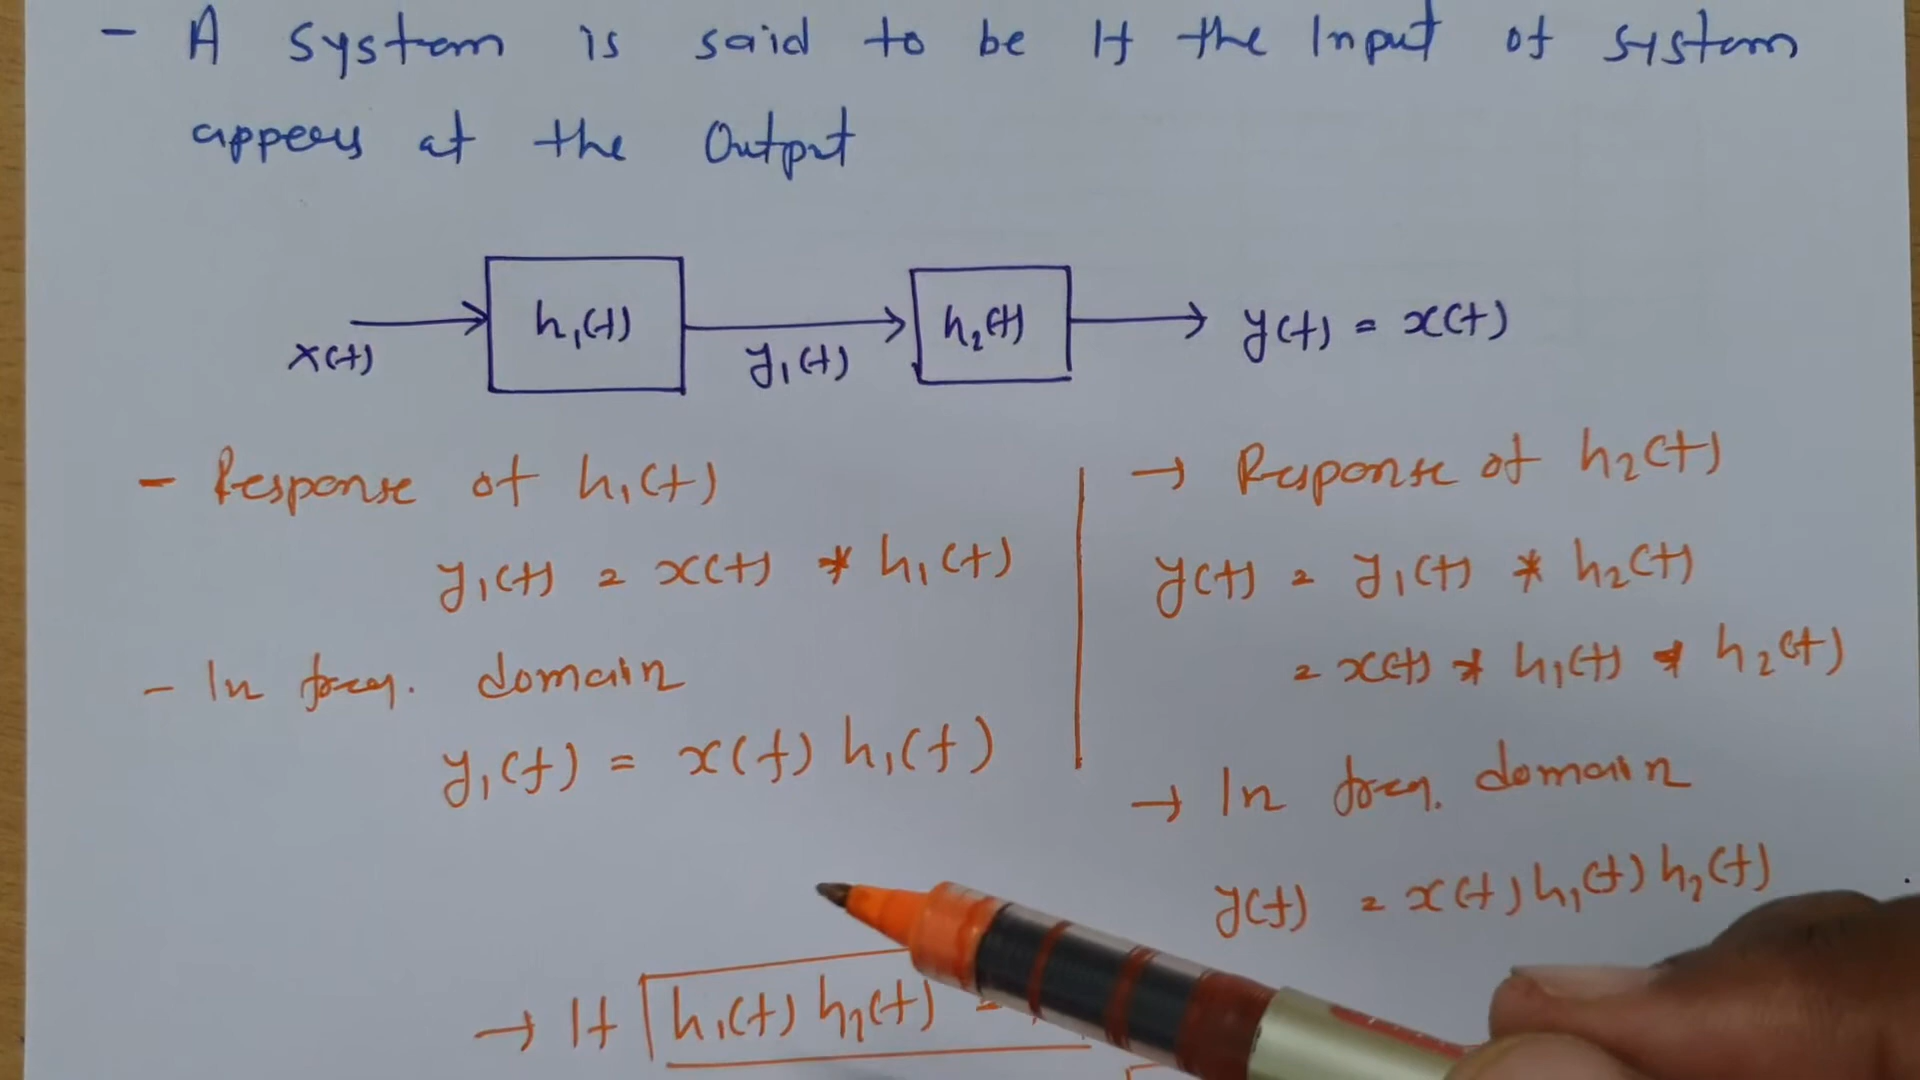 - A system is said to be If the Input of system
appears at the Output
x(t)
h₁(t)
y₁(t)
h₂(t)
y(t) = x(t)
- Response of h₁(t)
y₁(t) = x(t) * h₁(t)
- In freq. domain
y₁(f) = x(f) h₁(f)
→ Response of h₂(t)
y(t) = y₁(t) * h₂(t)
= x(t) * h₁(t) * h₂(t)
→ In freq. domain
y(f) = x(f) h₁(f) h₂(f)
→ If h₁(f) h₂(f) =